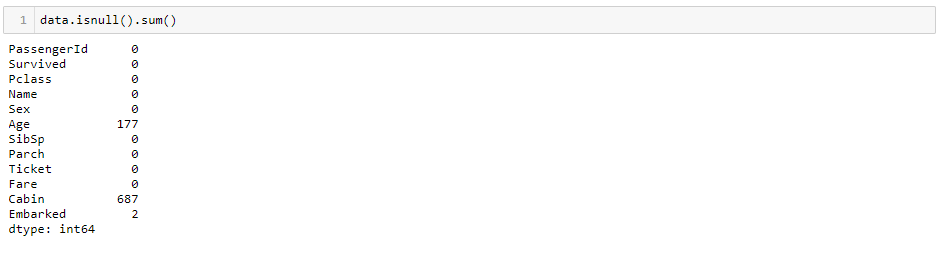 1 data.isnull().sum()
PassengerId 0
Survived 0
Pclass 0
Name 0
Sex 0
Age 177
SibSp 0
Parch 0
Ticket 0
Fare 0
Cabin 687
Embarked 2
dtype: int64